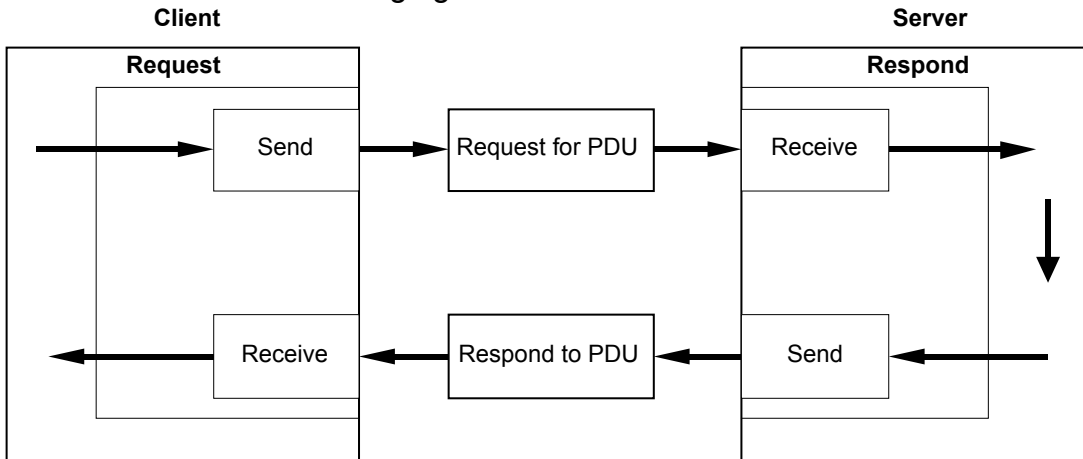 Client
Server
Request
Respond
Send
Request for PDU
Receive
Receive
Respond to PDU
Send